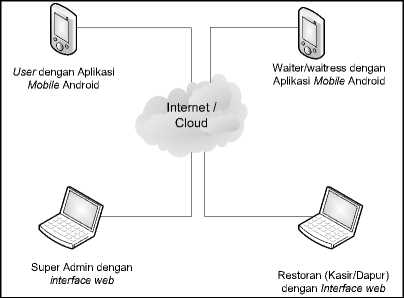 User dengan Aplikasi
Mobile Android
Waiter/waitress dengan
Aplikasi Mobile Android
Internet /
Cloud
Super Admin dengan
interface web
Restoran (Kasir/Dapur)
dengan Interface web